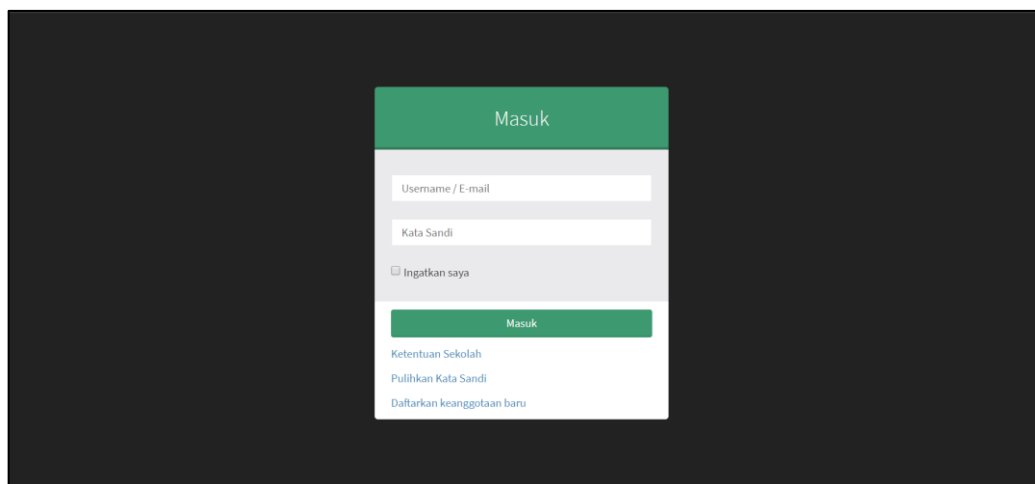 Masuk
Username / E-mail
Kata Sandi
Ingatkan saya
Masuk
Ketentuan Sekolah
Pulihkan Kata Sandi
Daftarkan keanggotaan baru